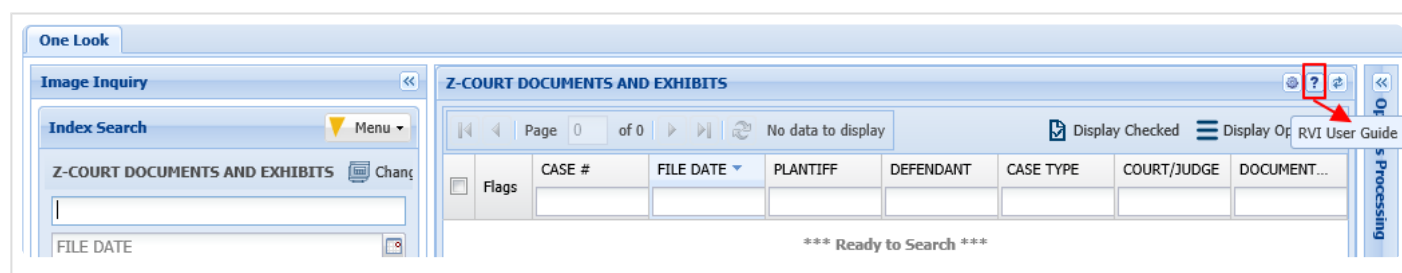 One Look
Image Inquiry
Index Search
Menu
Z-COURT DOCUMENTS AND EXHIBITS
Chang
FILE DATE
Z-COURT DOCUMENTS AND EXHIBITS
?
Page 0 of 0
No data to display
Display Checked
Display Op
RVI User Guide
Flags
CASE #
FILE DATE
PLANTIFF
DEFENDANT
CASE TYPE
COURT/JUDGE
DOCUMENT...
*** Ready to Search ***
Op
s Processing